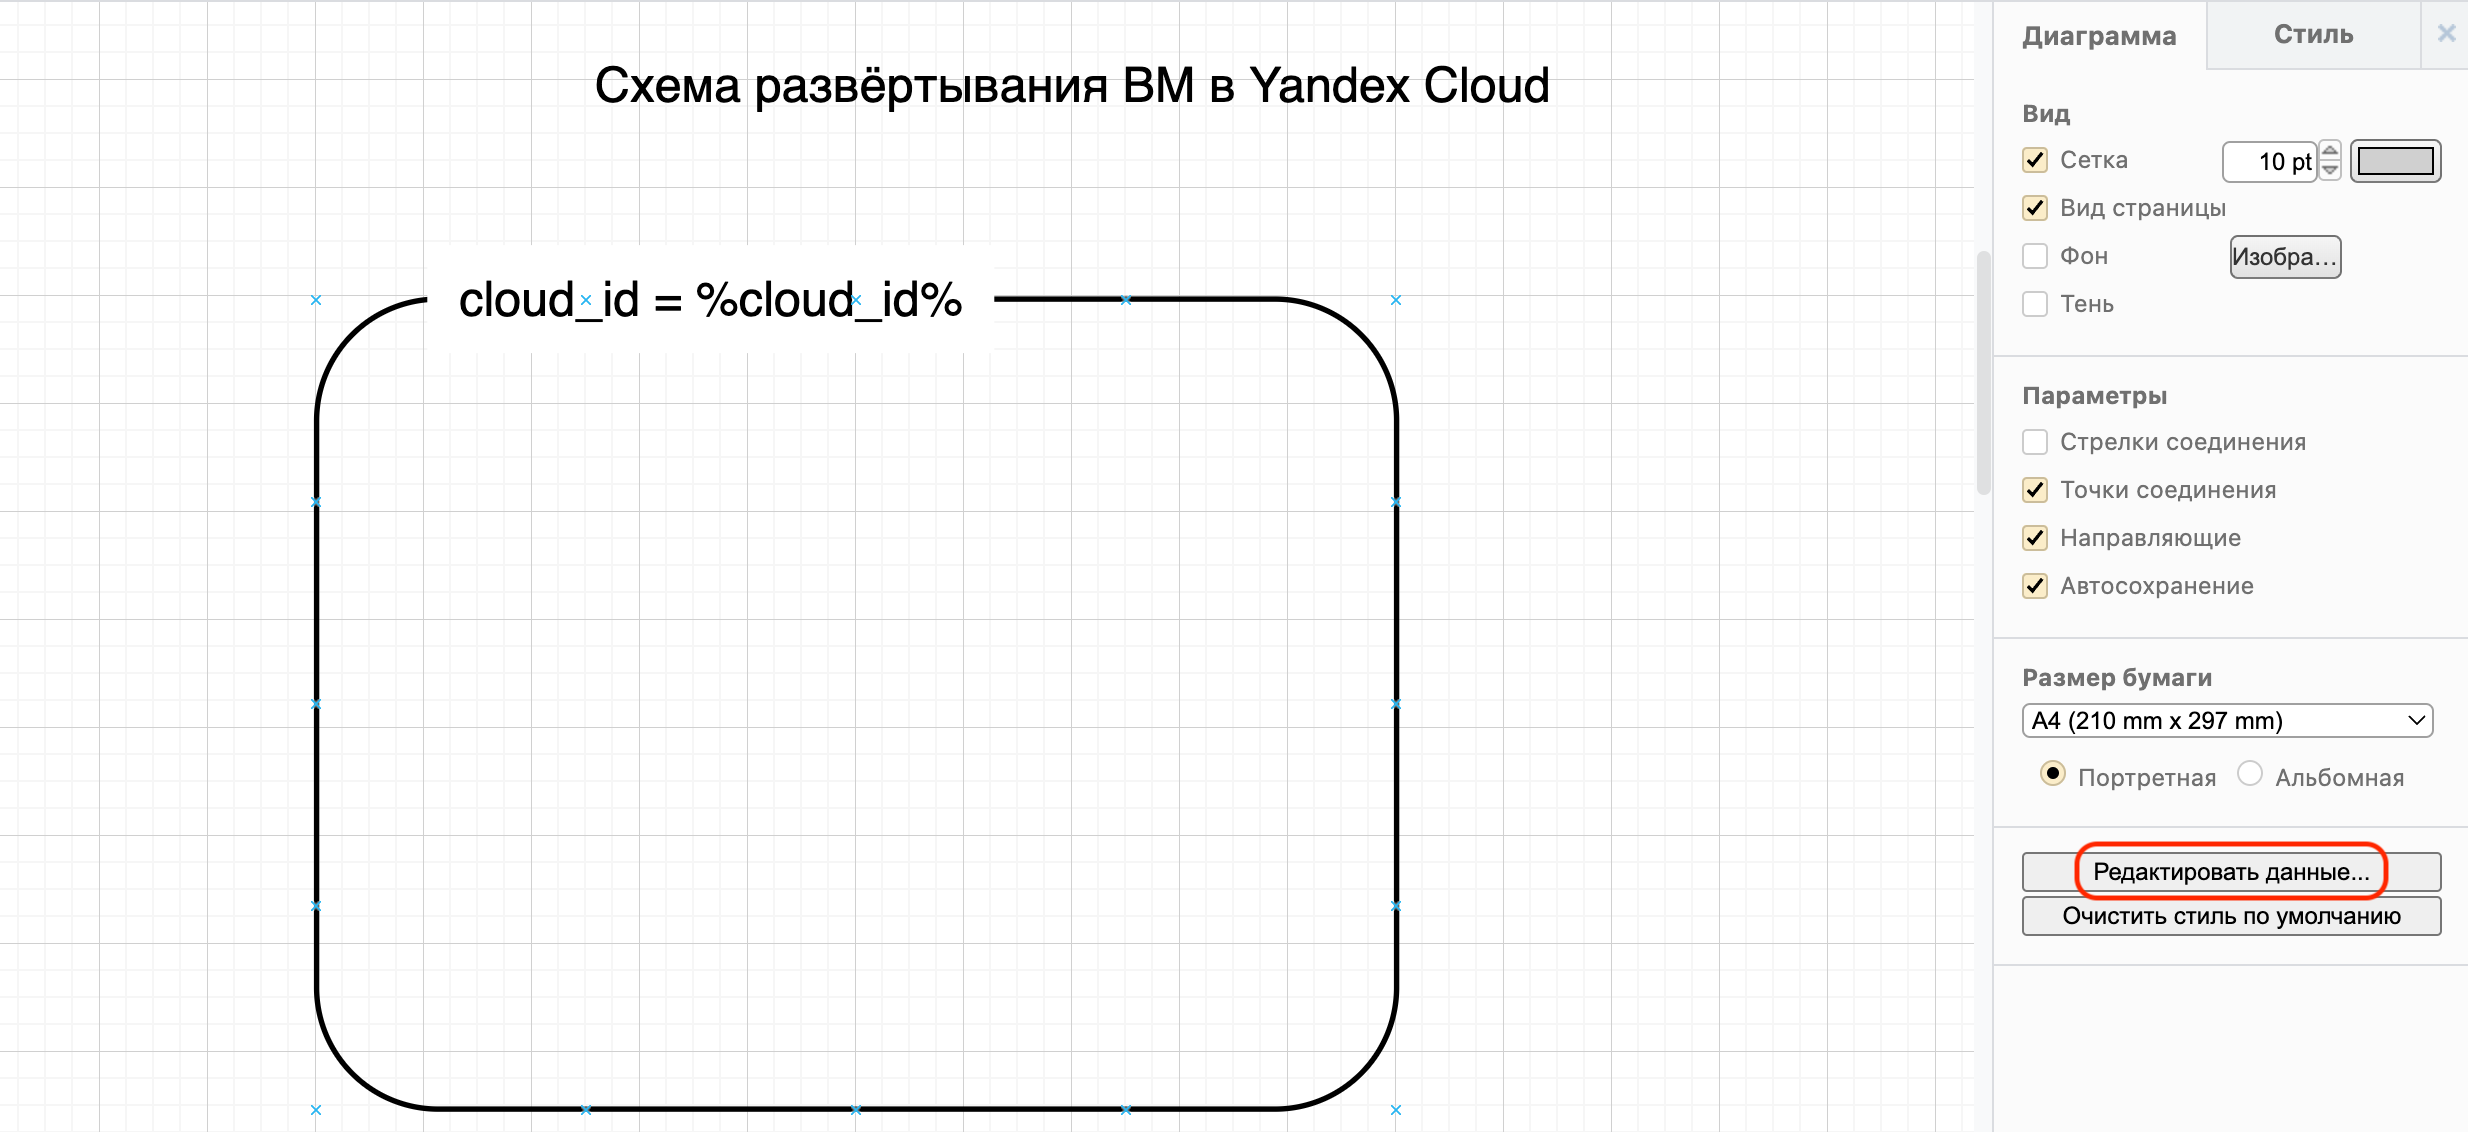 Схема развёртывания ВМ в Yandex Cloud
cloud_id = %cloud_id%
Диаграмма
Стиль
Вид
Сетка
10 pt
Вид страницы
Фон
Изобра...
Тень
Параметры
Стрелки соединения
Точки соединения
Направляющие
Автосохранение
Размер бумаги
A4 (210 mm x 297 mm)
Портретная
Альбомная
Редактировать данные...
Очистить стиль по умолчанию